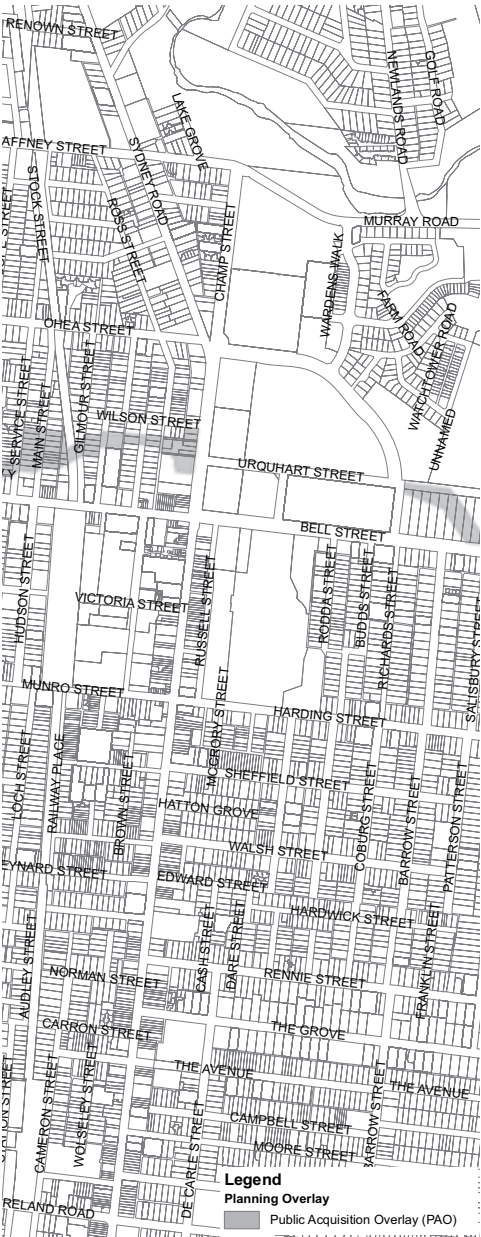 RENOWN STREET
GOLF ROAD
NEWLANDS ROAD
LAKE GROVE
AFFNEY STREET
SYDNEY ROAD
STOCK STREET
ROSS STREET
CHAMP STREET
MURRAY ROAD
WARDENS WALK
FARM ROAD
WATCHTOWER ROAD
OHEA STREET
GILMOUR STREET
MAIN STREET
Y SERVICE STREET
WILSON STREET
UNNAMED
URQUHART STREET
Y
BELL STREET
HUDSON STREET
RUSSELL STREET
RODDA STREET
BUDDS STREET
RICHARDS STREET
VICTORIA STREET
SALISBURY STREET
MUNRO STREET
HARDING STREET
MCCRORY STREET
LOCH STREET
RAILWAY PLACE
BROWN STREET
SHEFFIELD STREET
HATTON GROVE
COBURG STREET
BARROW STREET
PATTERSON STREET
WALSH STREET
EYNARD STREET
EDWARD STREET
HARDWICK STREET
CASH STREET
DARE STREET
FRANKLIN STREET
AUDLEY STREET
NORMAN STREET
RENNIE STREET
CARRON STREET
THE GROVE
THE AVENUE
THE AVENUE
CAMERON STREET
WOLSELEY STREET
CAMPBELL STREET
BARROW STREET
MOORE STREET
DE CARLE STREET
RELAND ROAD
Legend
Planning Overlay
Public Acquisition Overlay (PAO)